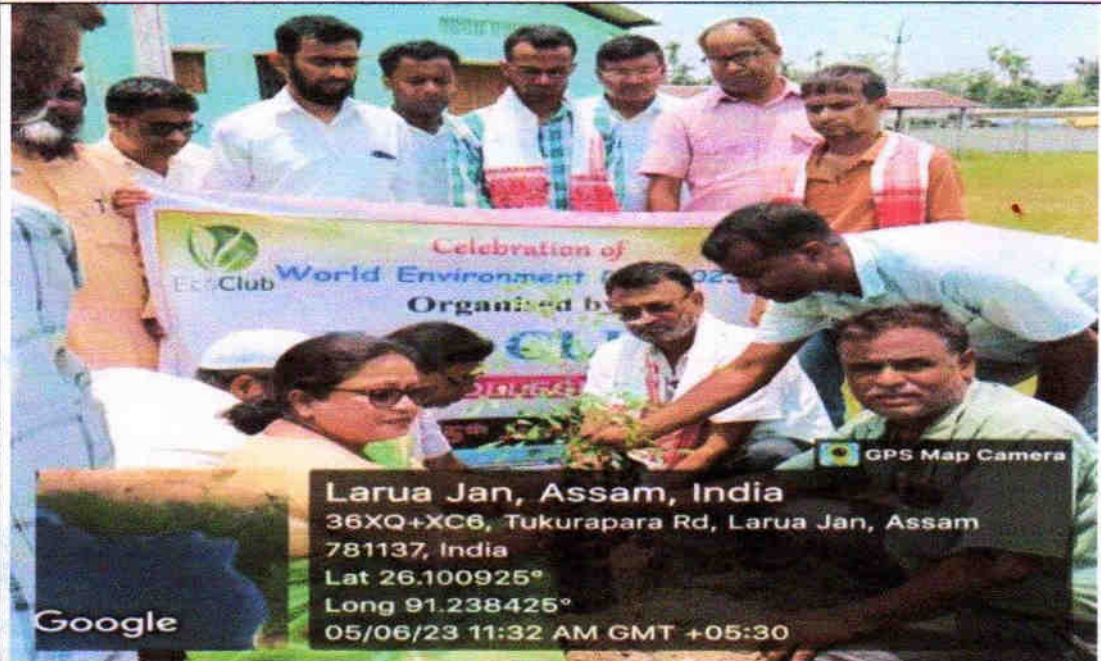 Celebration of
EcoClub
World Environment
Organised by
GPS Map Camera
Larua Jan, Assam, India
36XQ+XC6, Tukurapara Rd, Larua Jan, Assam
781137, India
Lat 26.100925°
Long 91.238425°
05/06/23 11:32 AM GMT +05:30
Google